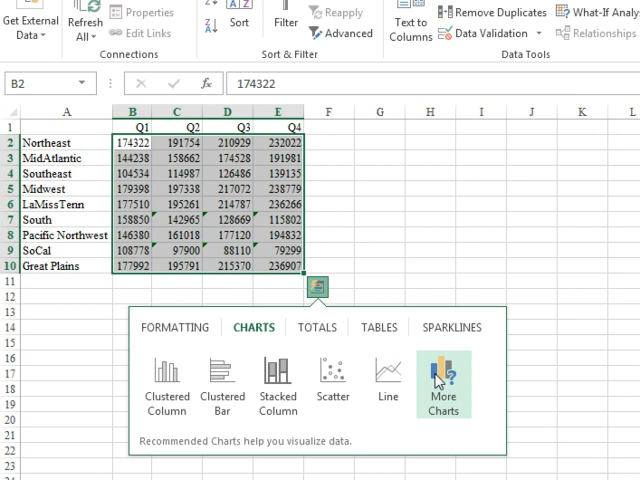 Get External
Data
Refresh
All
Properties
Edit Links
Connections
Z
A
A Z
Z A
Sort
Filter
Reapply
Advanced
Sort & Filter
Text to
Columns
Remove Duplicates
Data Validation
What-If Analy
Relationships
Data Tools
B2 fx 174322
A B C D E F G H I J K L
1 Q1 Q2 Q3 Q4
2 Northeast 174322 191754 210929 232022
3 MidAtlantic 144238 158662 174528 191981
4 Southeast 104534 114987 126486 139135
5 Midwest 179398 197338 217072 238779
6 LaMissTenn 177510 195261 214787 236266
7 South 158850 142965 128669 115802
8 Pacific Northwest 146380 161018 177120 194832
9 SoCal 108778 97900 88110 79299
10 Great Plains 177992 195791 215370 236907
11
12
13
14
15
16
17
18
19
20
21
22
23
FORMATTING CHARTS TOTALS TABLES SPARKLINES
Clustered
Column
Clustered
Bar
Stacked
Column
Scatter
Line
?
More
Charts
Recommended Charts help you visualize data.